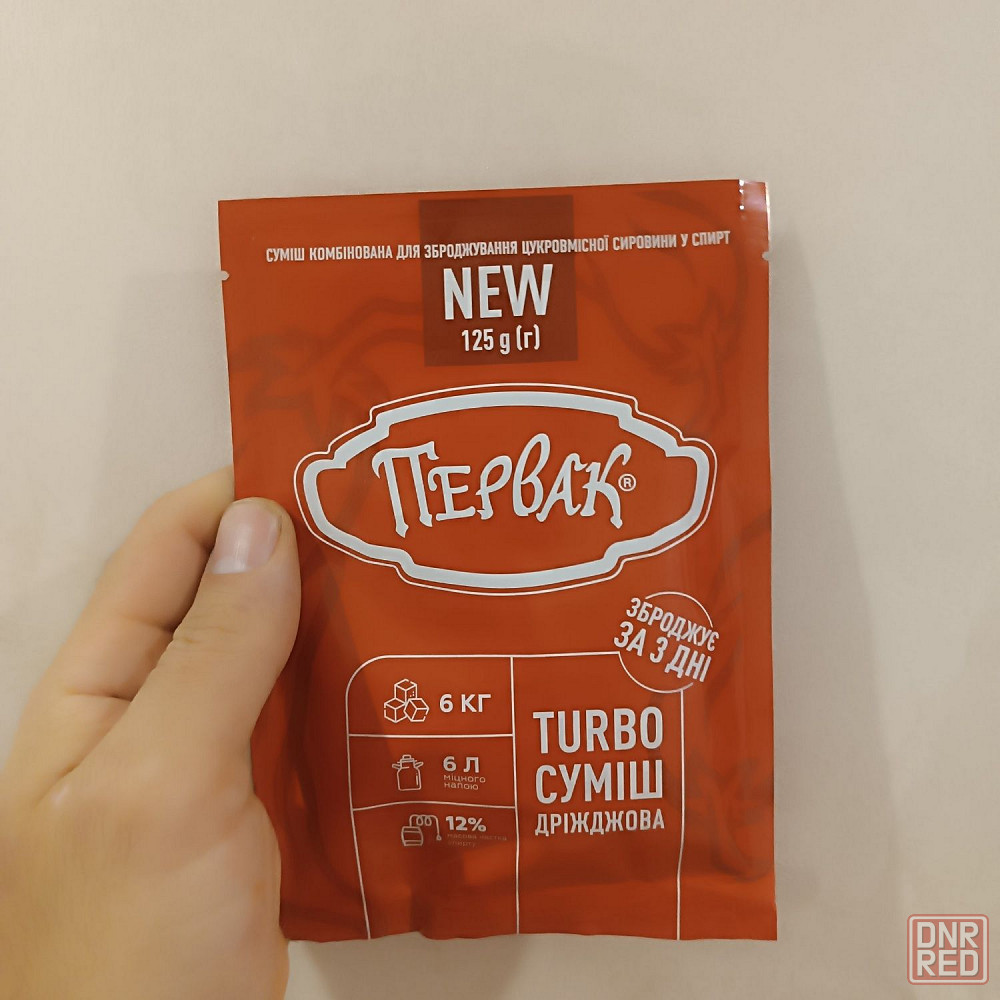 СУМІШ КОМБІНОВАНА ДЛЯ ЗБРОДЖУВАННЯ ЦУКРОВМІСНОЇ СИРОВИНИ У СПИРТ
NEW
125 g (г)
ПЕРВАК®
ЗБРОДЖУЄ
ЗА 3 ДНІ
6 КГ
6 Л
міцного
напою
12%
TURBO
СУМІШ
ДРІЖДЖОВА
DNR
RED